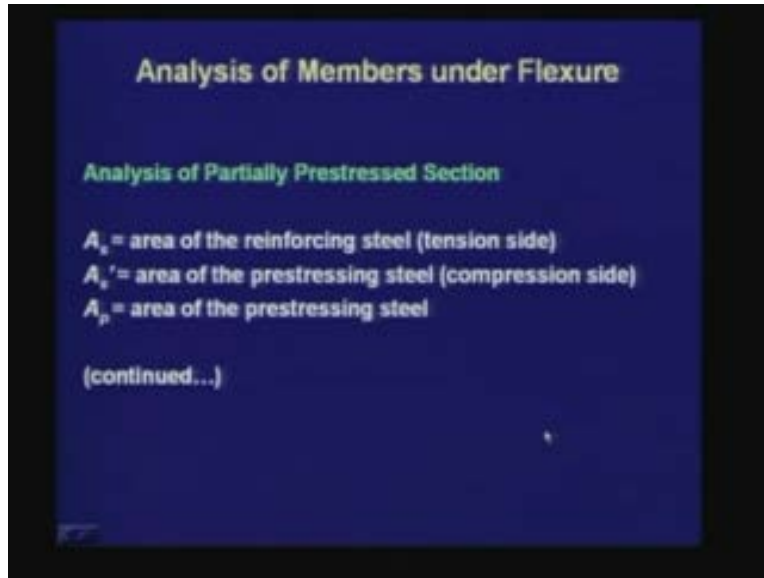 Analysis of Members under Flexure
Analysis of Partially Prestressed Section
As = area of the reinforcing steel (tension side)
As' = area of the prestressing steel (compression side)
Ap = area of the prestressing steel
(continued...)